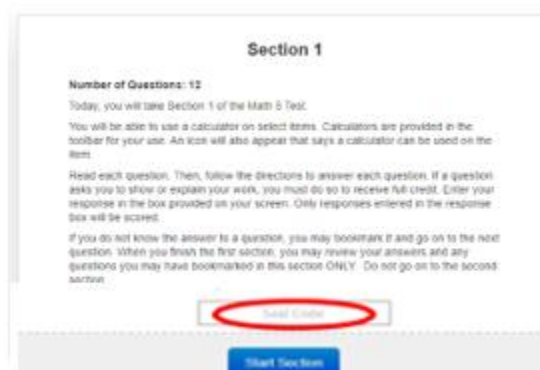 Section 1
Number of Questions: 12
Today, you will take Section 1 of the Math 5 Test.
You will be able to use a calculator on select items. Calculators are provided in the
toolbar for your use. An icon will also appear that says a calculator can be used on the
item.
Read each question. Then, follow the directions to answer each question. If a question
asks you to show or explain your work, you must do so to receive full credit. Enter your
response in the box provided on your screen. Only responses entered in the response
box will be scored.
If you do not know the answer to a question, you may bookmark it and go on to the next
question. When you finish the first section, you may review your answers and any
questions you may have bookmarked in this section ONLY. Do not go on to the second
section.
Seal Code
Start Section